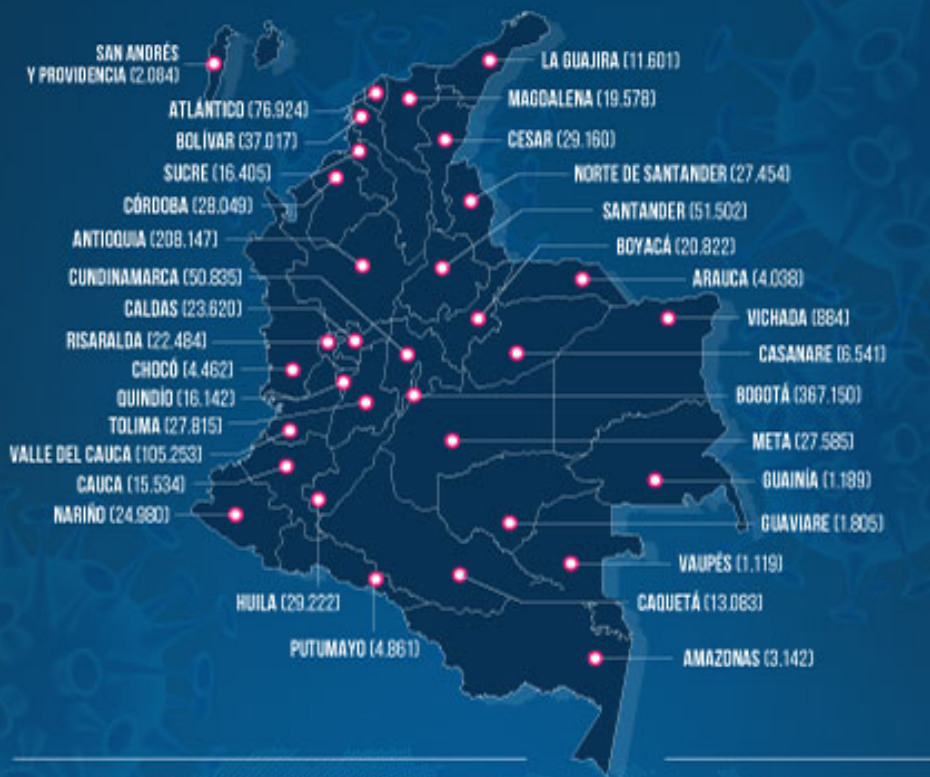 SAN ANDRÉS
Y PROVIDENCIA (2.084)
ATLÁNTICO (76.924)
BOLÍVAR (37.017)
SUCRE (16.405)
CÓRDOBA (28.049)
ANTIOQUIA (208.147)
CUNDINAMARCA (50.835)
CALDAS (23.620)
RISARALDA (22.484)
CHOCÓ (4.462)
QUINDÍO (16.142)
TOLIMA (27.815)
VALLE DEL CAUCA (105.253)
CAUCA (15.534)
NARIÑO (24.980)
HUILA (29.222)
PUTUMAYO (4.861)
LA GUAJIRA (11.601)
MAGDALENA (19.578)
CESAR (29.160)
NORTE DE SANTANDER (27.454)
SANTANDER (51.502)
BOYACÁ (20.822)
ARAUCA (4.038)
VICHADA (884)
CASANARE (6.541)
BOGOTÁ (367.150)
META (27.585)
GUAINÍA (1.189)
GUAVIARE (1.805)
VAUPÉS (1.119)
CAQUETÁ (13.083)
AMAZONAS (3.142)